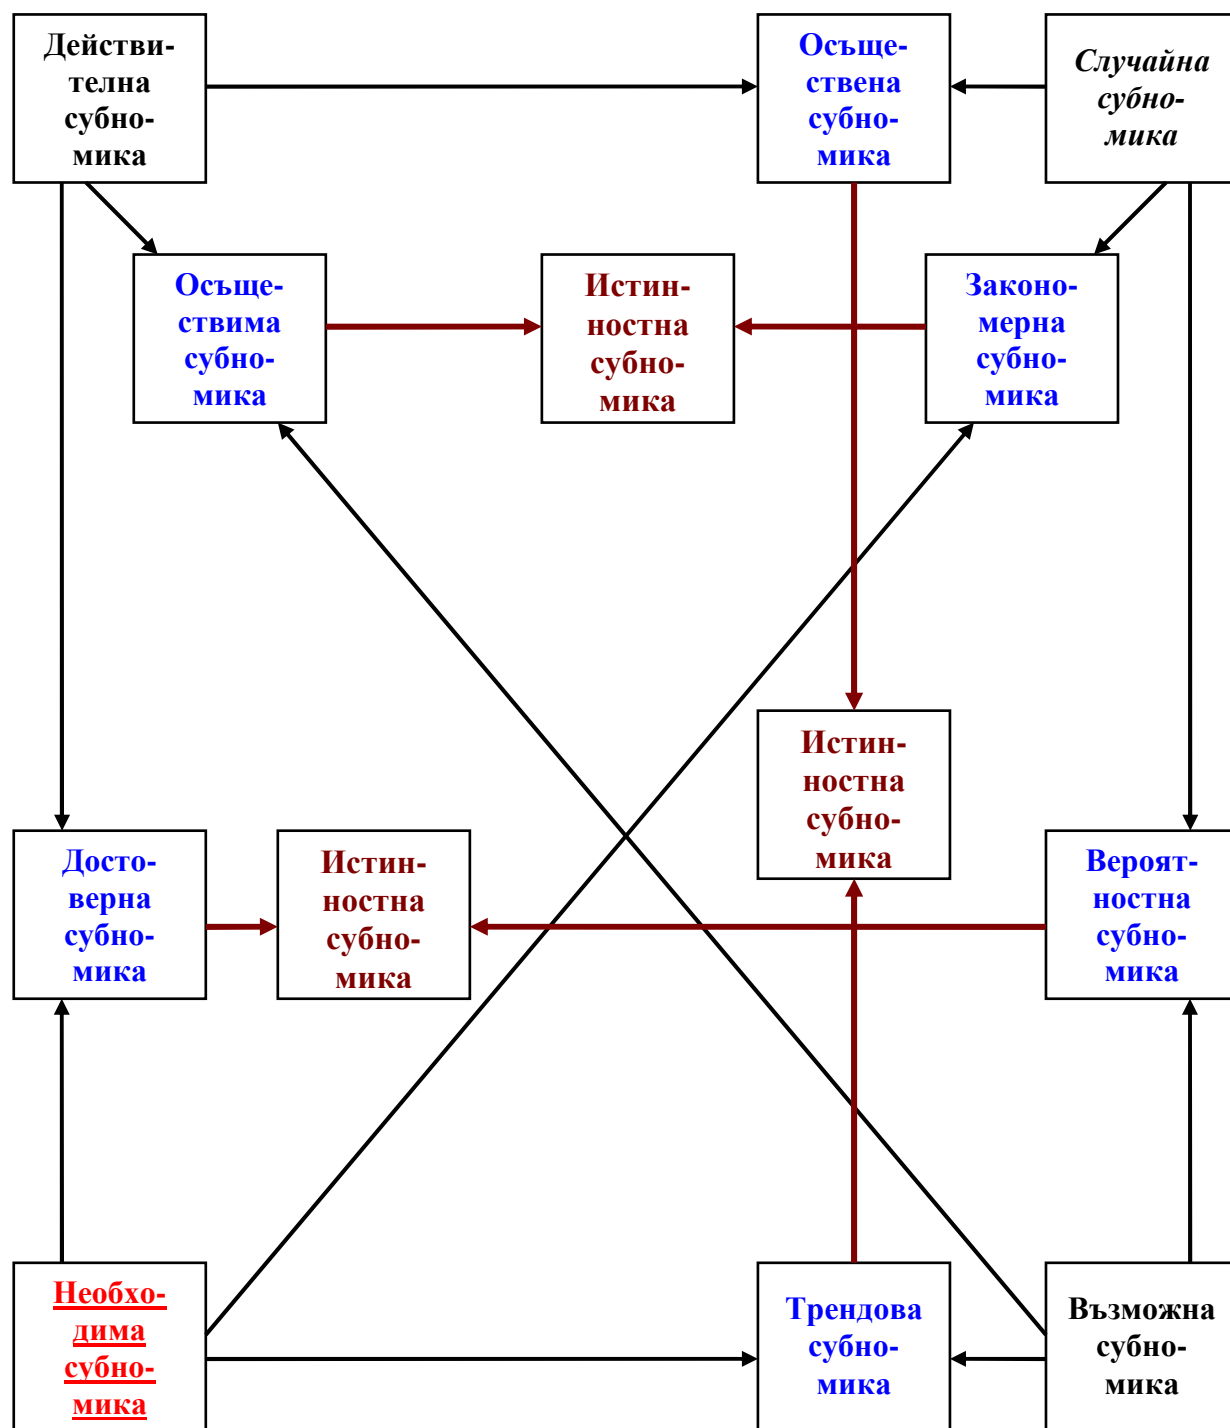 Действи-
телна
субно-
мика
Осъще-
ствена
субно-
мика
Случайна
субно-
мика
Осъще-
ствима
субно-
мика
Истин-
ностна
субно-
мика
Законо-
мерна
субно-
мика
Истин-
ностна
субно-
мика
Досто-
верна
субно-
мика
Истин-
ностна
субно-
мика
Вероят-
ностна
субно-
мика
Необхо-
дима
субно-
мика
Трендова
субно-
мика
Възможна
субно-
мика